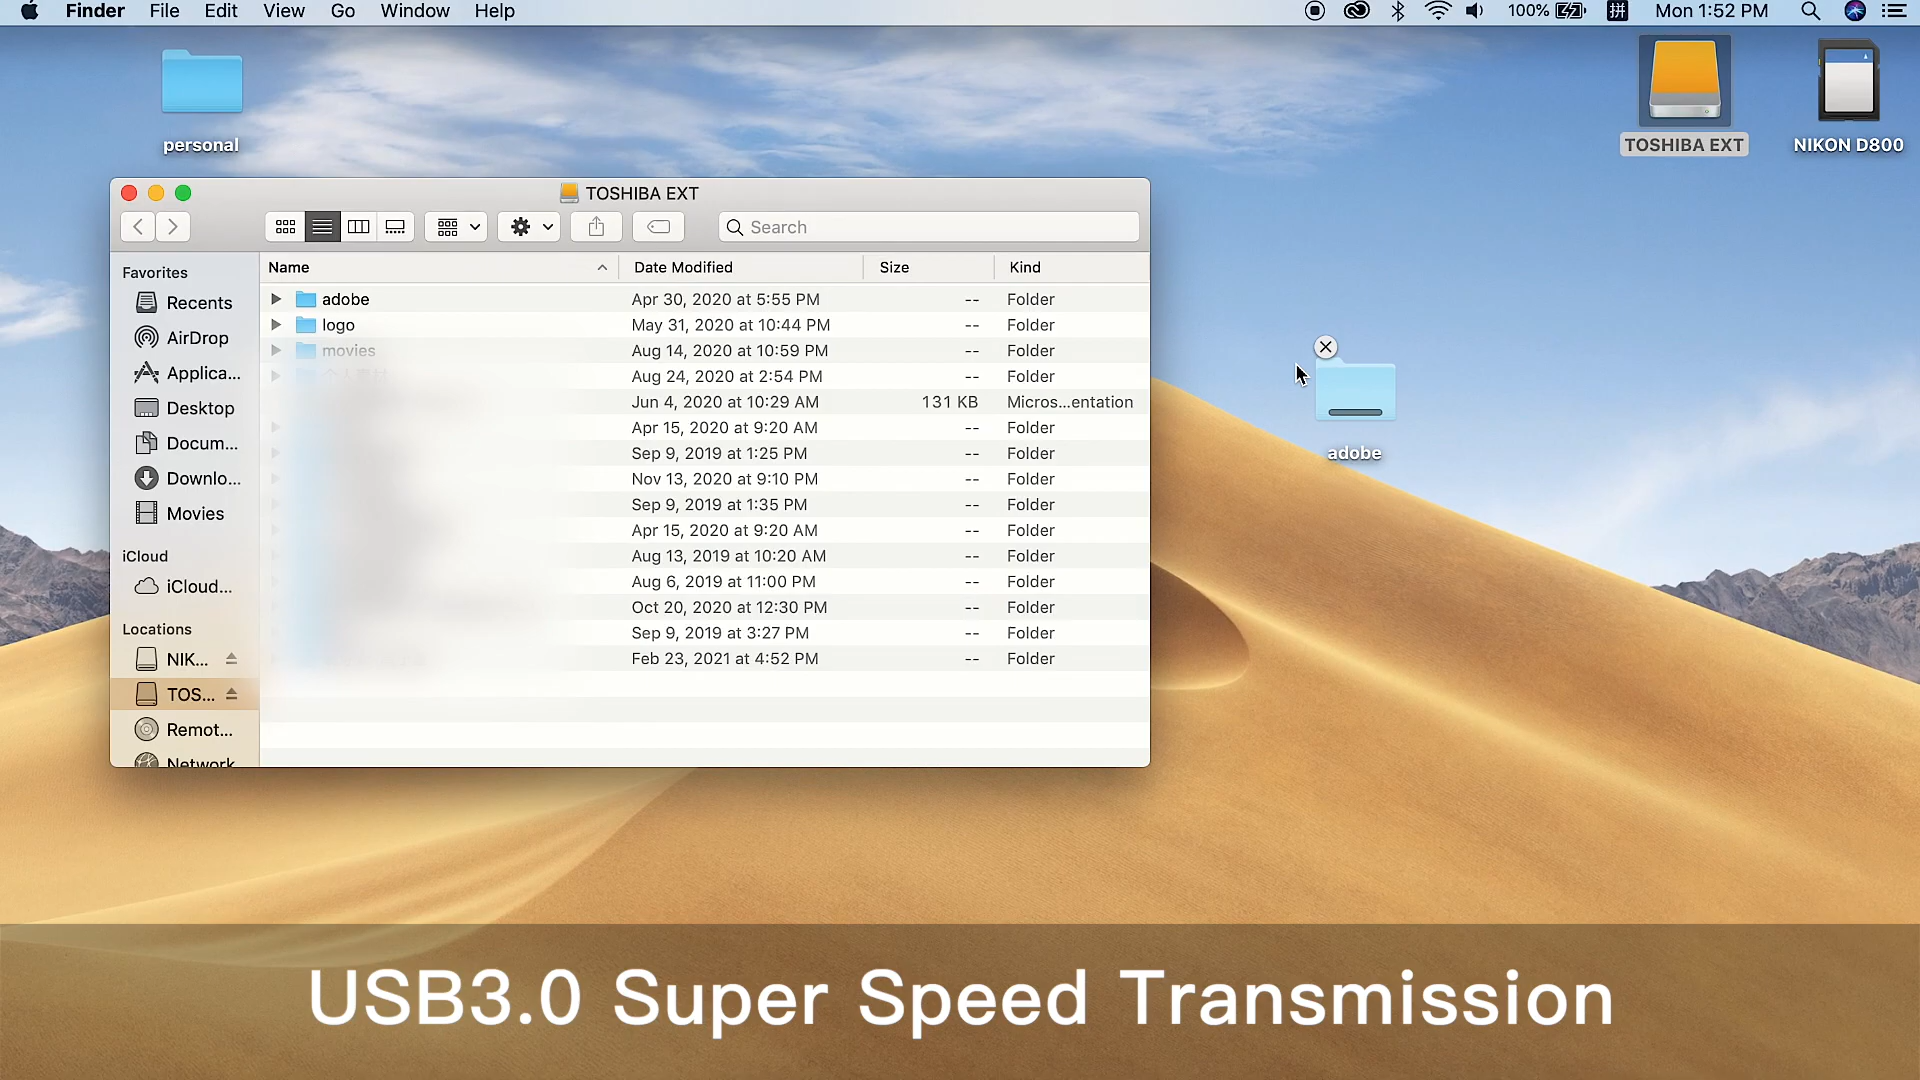 Finder File Edit View Go Window Help 100% 拼 Mon 1:52 PM
personal
TOSHIBA EXT
NIKON D800
TOSHIBA EXT
Search
Favorites
Recents
AirDrop
Applica...
Desktop
Docum...
Downlo...
Movies
iCloud
iCloud...
Locations
NIK...
TOS...
Remot...
Network
Name Date Modified Size Kind
adobe Apr 30, 2020 at 5:55 PM -- Folder
logo May 31, 2020 at 10:44 PM -- Folder
movies Aug 14, 2020 at 10:59 PM -- Folder
Aug 24, 2020 at 2:54 PM -- Folder
Jun 4, 2020 at 10:29 AM 131 KB Micros...entation
Apr 15, 2020 at 9:20 AM -- Folder
Sep 9, 2019 at 1:25 PM -- Folder
Nov 13, 2020 at 9:10 PM -- Folder
Sep 9, 2019 at 1:35 PM -- Folder
Apr 15, 2020 at 9:20 AM -- Folder
Aug 13, 2019 at 10:20 AM -- Folder
Aug 6, 2019 at 11:00 PM -- Folder
Oct 20, 2020 at 12:30 PM -- Folder
Sep 9, 2019 at 3:27 PM -- Folder
Feb 23, 2021 at 4:52 PM -- Folder
adobe
USB3.0 Super Speed Transmission